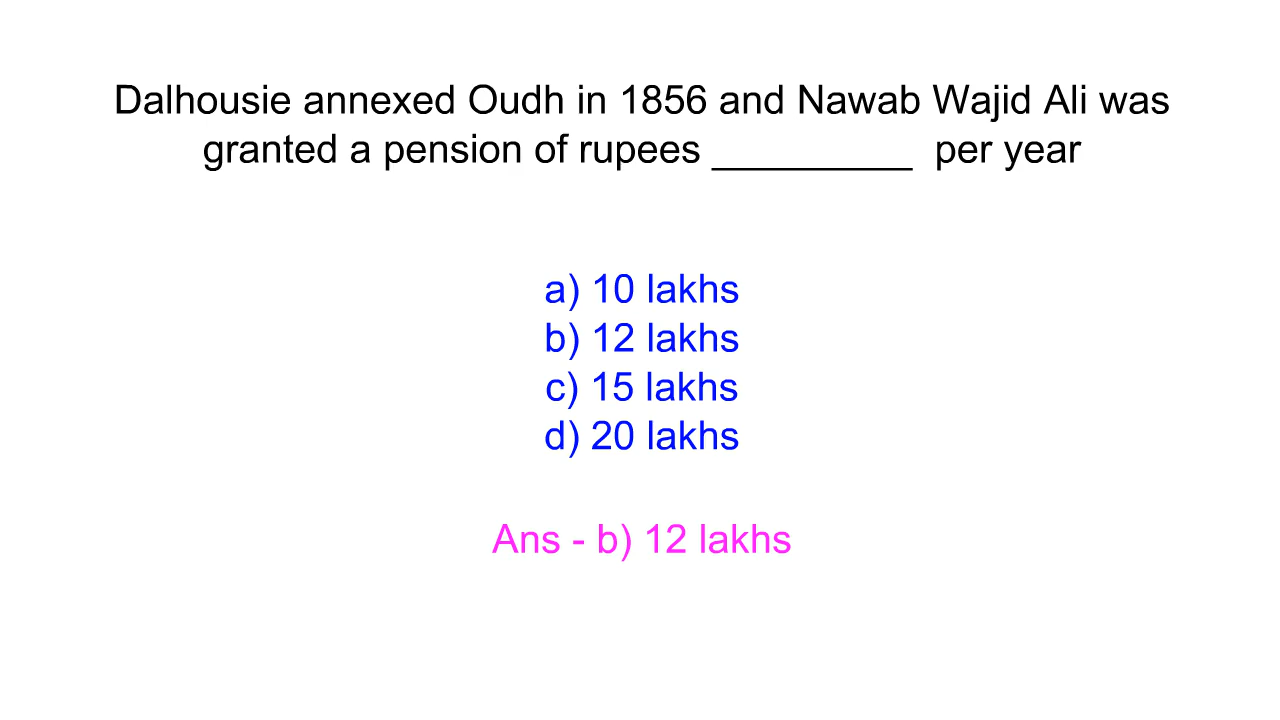 Dalhousie annexed Oudh in 1856 and Nawab Wajid Ali was
granted a pension of rupees _________ per year
a) 10 lakhs
b) 12 lakhs
c) 15 lakhs
d) 20 lakhs
Ans - b) 12 lakhs